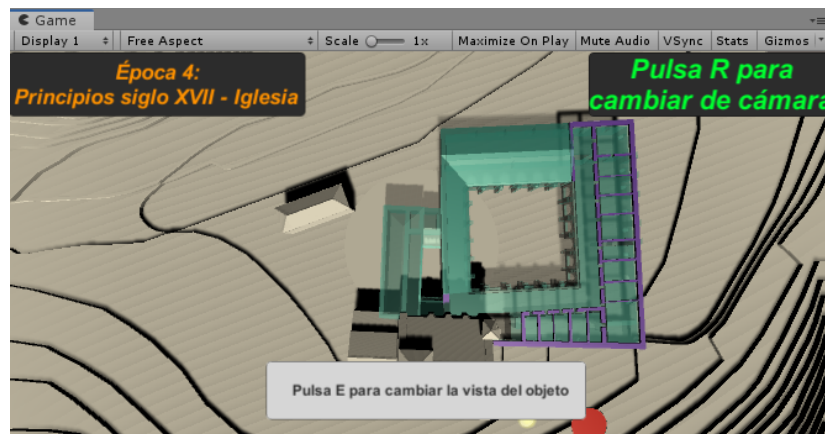 Game
Display 1 Free Aspect Scale 1x Maximize On Play Mute Audio VSync Stats Gizmos
Época 4:
Principios siglo XVII - Iglesia
Pulsa R para
cambiar de cámara
Pulsa E para cambiar la vista del objeto